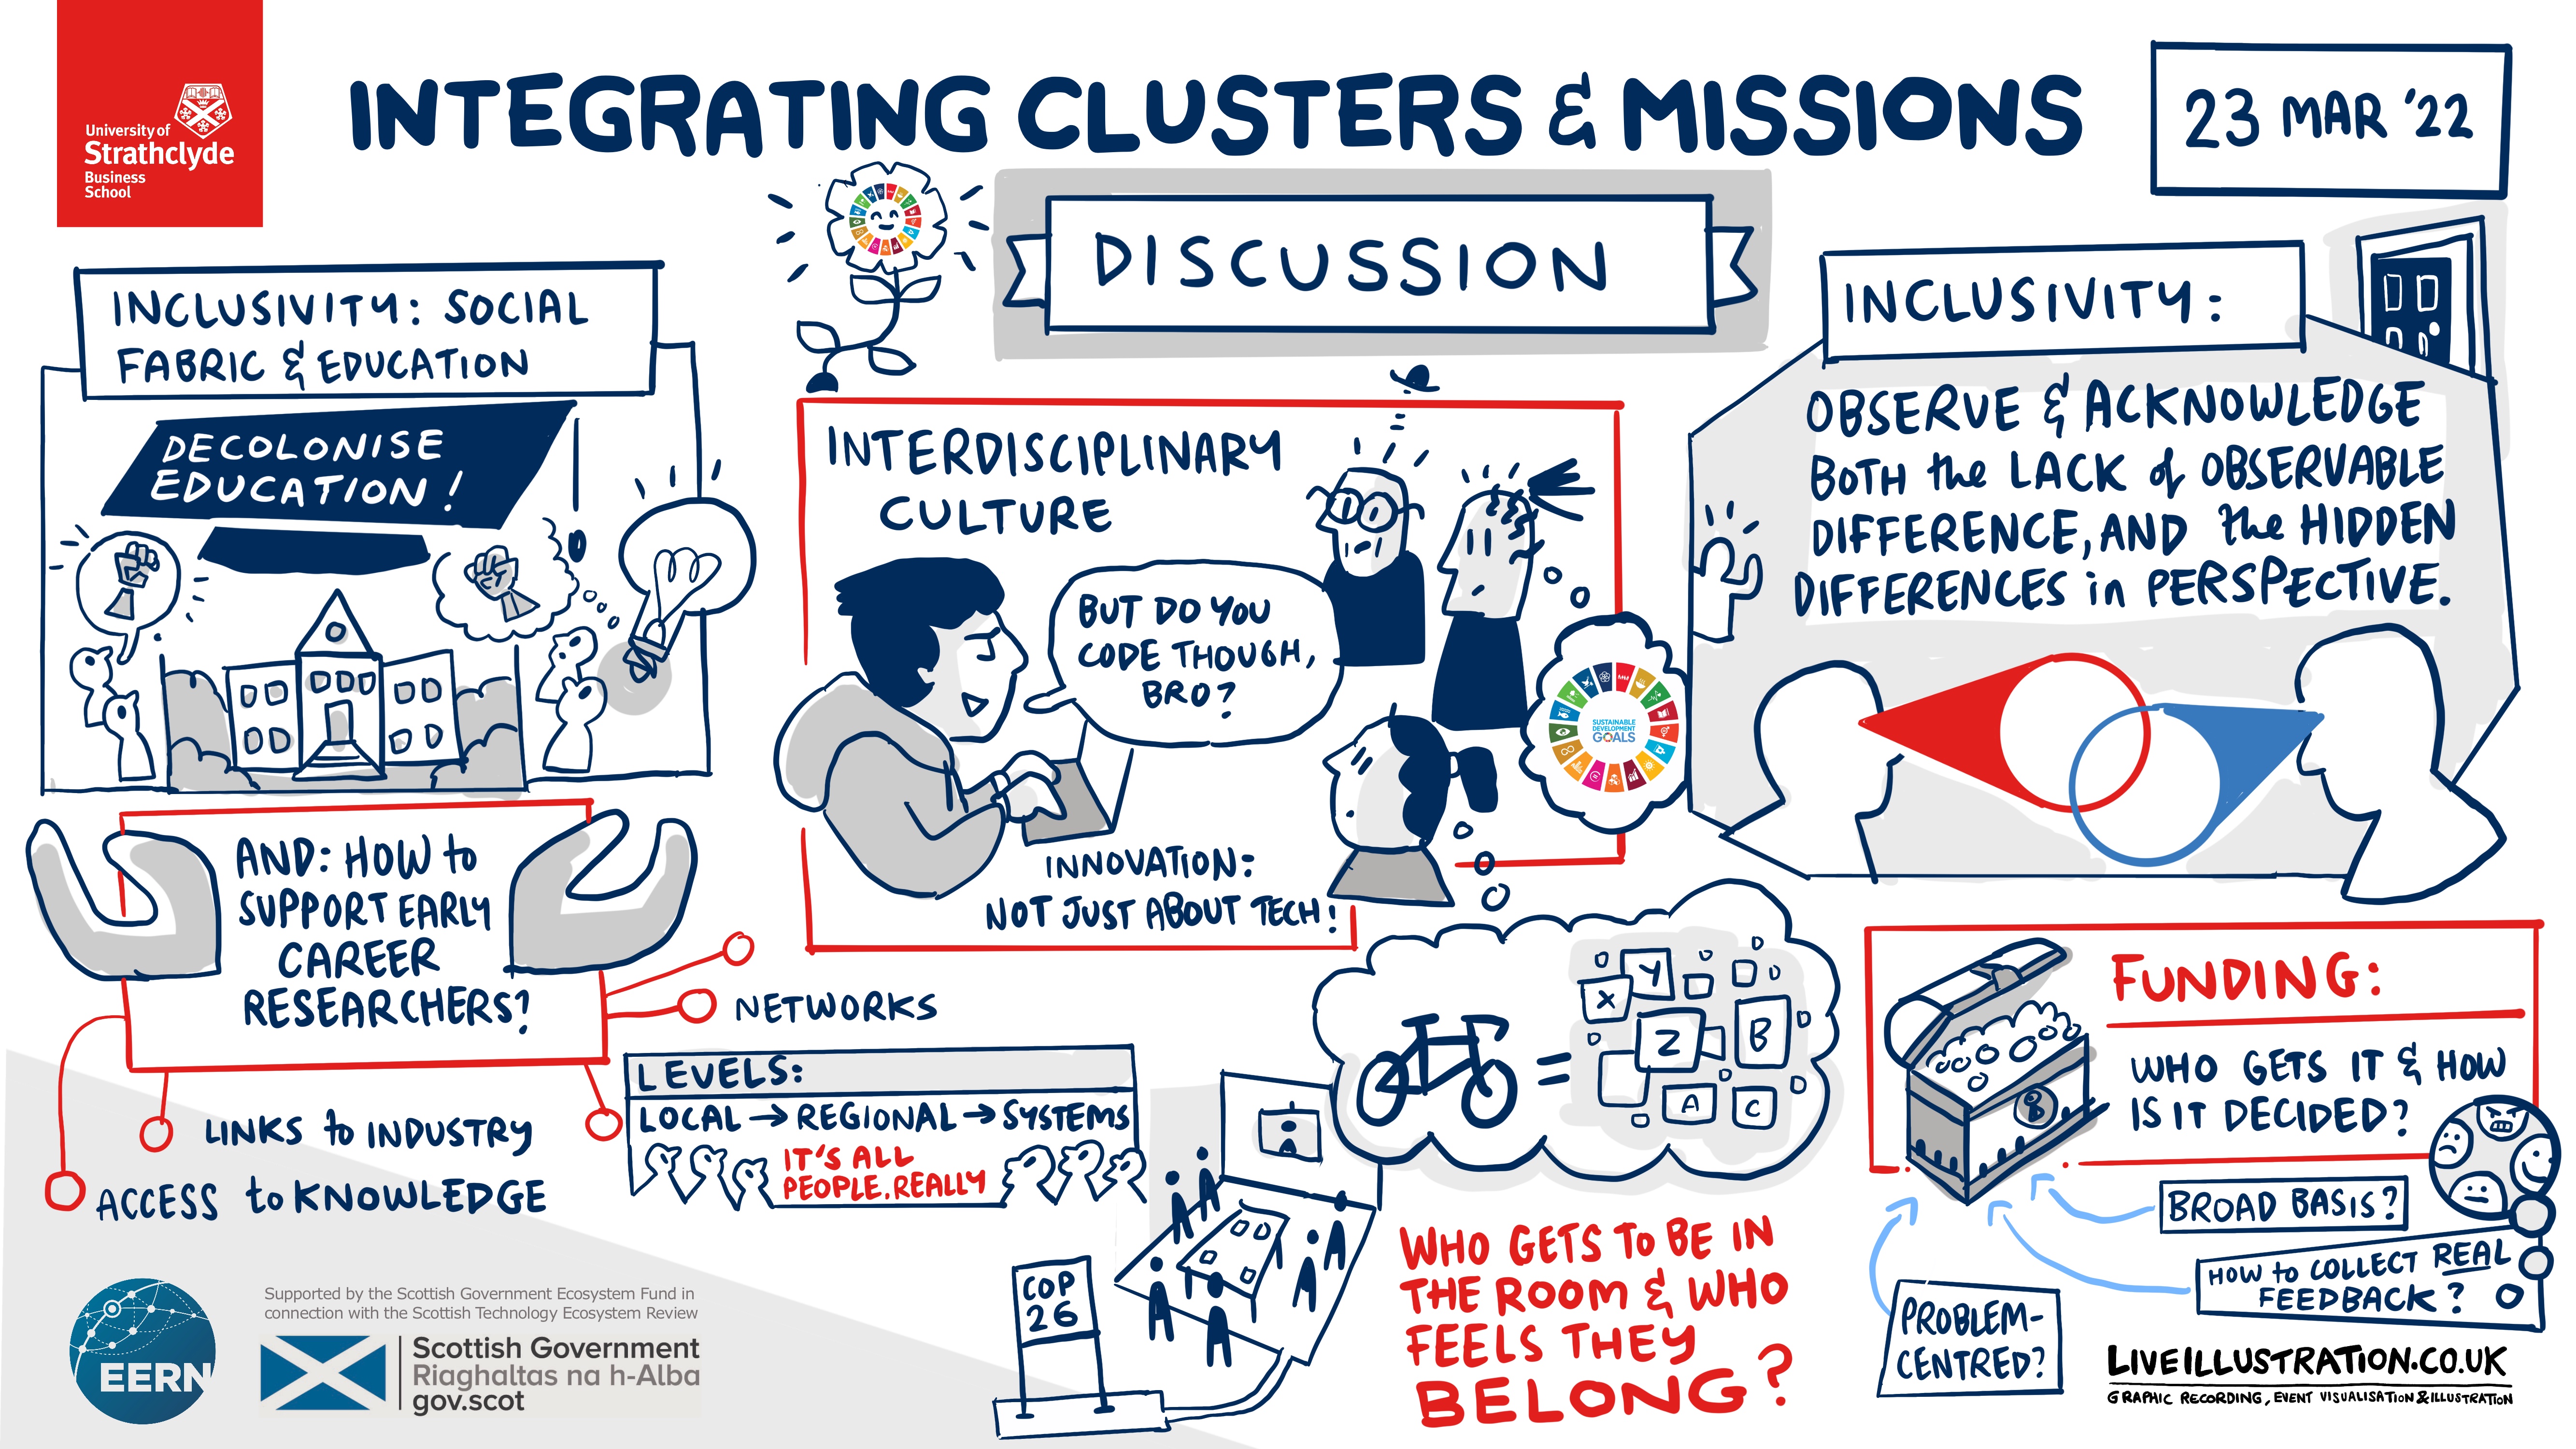 University of
Strathclyde
Business
School
INTEGRATING CLUSTERS & MISSIONS
23 MAR '22
DISCUSSION
INCLUSIVITY: SOCIAL
FABRIC & EDUCATION
DECOLONISE
EDUCATION!
AND: HOW to
SUPPORT EARLY
CAREER
RESEARCHERS?
NETWORKS
LINKS to INDUSTRY
ACCESS to KNOWLEDGE
LEVELS:
LOCAL → REGIONAL → SYSTEMS
IT'S ALL
PEOPLE. REALLY
INTERDISCIPLINARY
CULTURE
BUT DO YOU
CODE THOUGH,
BRO?
INNOVATION:
NOT JUST ABOUT TECH!
SUSTAINABLE
DEVELOPMENT
GOALS
=
Y
X
Z
B
A
C
COP
26
WHO GETS TO BE IN
THE ROOM & WHO
FEELS THEY
BELONG?
INCLUSIVITY:
OBSERVE & ACKNOWLEDGE
BOTH the LACK of OBSERVABLE
DIFFERENCE, AND the HIDDEN
DIFFERENCES in PERSPECTIVE.
FUNDING:
WHO GETS IT & HOW
IS IT DECIDED?
BROAD BASIS?
HOW to COLLECT REAL
FEEDBACK?
PROBLEM-
CENTRED?
EERN
Supported by the Scottish Government Ecosystem Fund in
connection with the Scottish Technology Ecosystem Review
Scottish Government
Riaghaltas na h-Alba
gov.scot
LIVEILLUSTRATION.CO.UK
GRAPHIC RECORDING, EVENT VISUALISATION & ILLUSTRATION